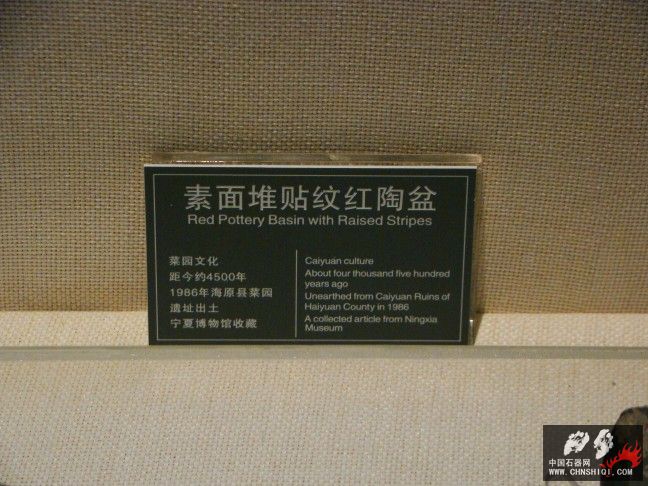 素面堆贴纹红陶盆
Red Pottery Basin with Raised Stripes
菜园文化
距今约4500年
1986年海原县菜园
遗址出土
宁夏博物馆收藏
Caiyuan culture
About four thousand five hundred
years ago
Unearthed from Caiyuan Ruins of
Haiyuan County in 1986
A collected article from Ningxia
Museum
中国石器网
WWW.CHNSHIQI.COM